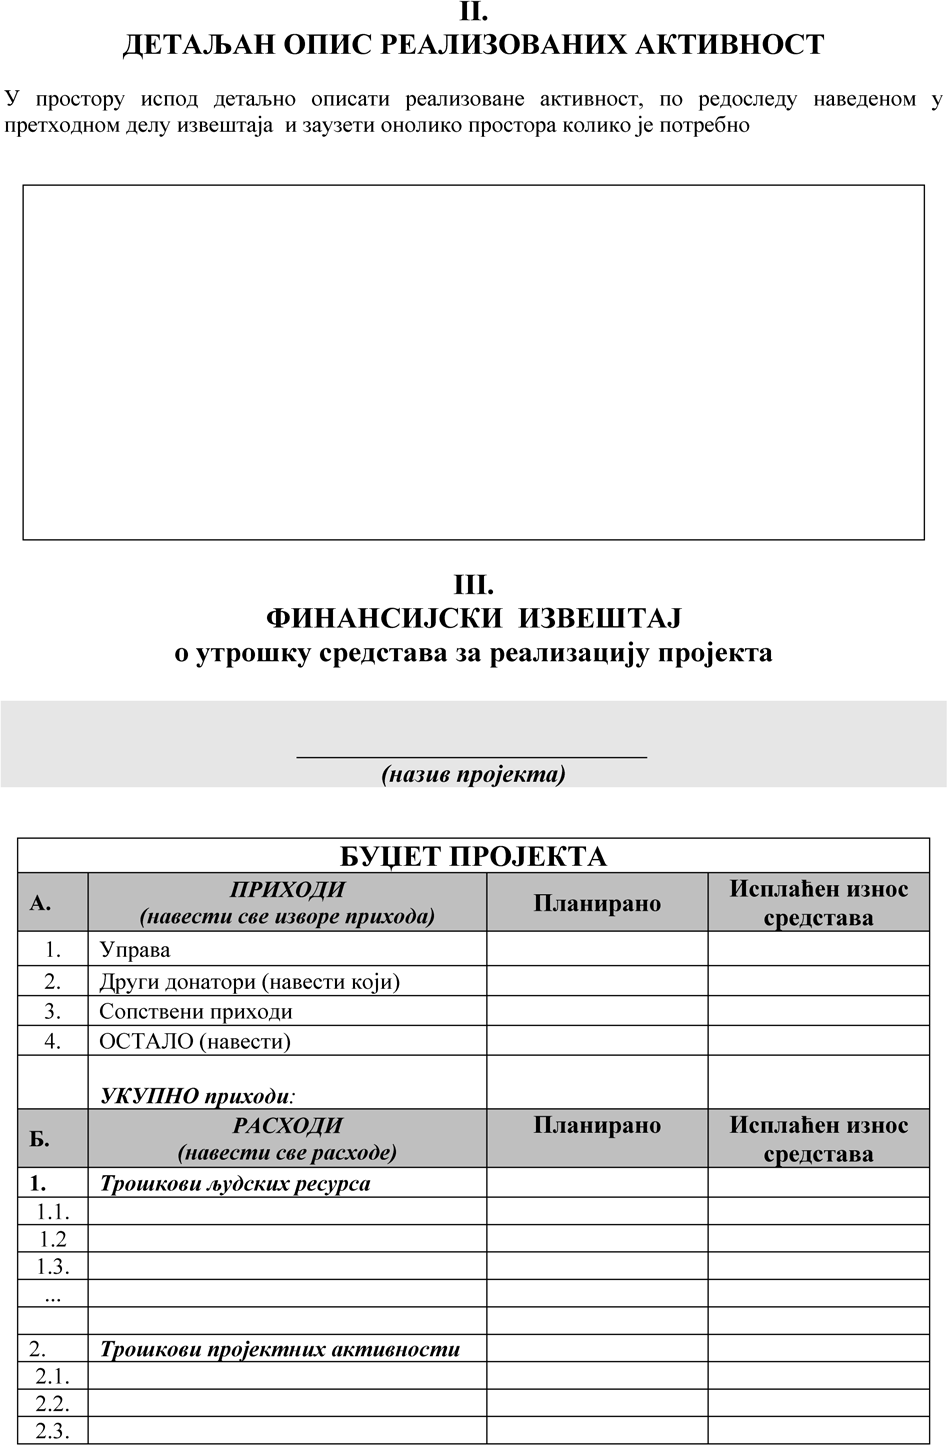 II.
ДЕТАЉАН ОПИС РЕАЛИЗОВАНИХ АКТИВНОСТ
У простору испод детаљно описати реализоване активност, по редоследу наведеном у
претходном делу извештаја и заузети онолико простора колико је потребно
III.
ФИНАНСИЈСКИ ИЗВЕШТАЈ
о утрошку средстава за реализацију пројекта
(назив пројекта)
БУЏЕТ ПРОЈЕКТА
А. ПРИХОДИ (навести све изворе прихода) Планирано Исплаћен износ средстава
1. Управа
2. Други донатори (навести који)
3. Сопствени приходи
4. ОСТАЛО (навести)
УКУПНО приходи:
Б. РАСХОДИ (навести све расходе) Планирано Исплаћен износ средстава
1. Трошкови људских ресурса
1.1.
1.2
1.3.
...
2. Трошкови пројектних активности
2.1.
2.2.
2.3.